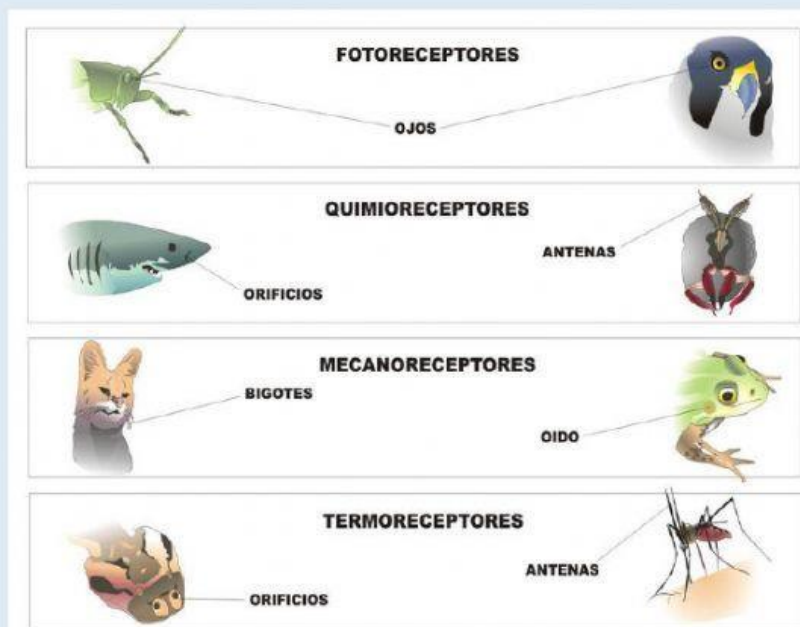 FOTORECEPTORES
OJOS
QUIMIORECEPTORES
ANTENAS
ORIFICIOS
MECANORECEPTORES
BIGOTES
OIDO
TERMORECEPTORES
ANTENAS
ORIFICIOS